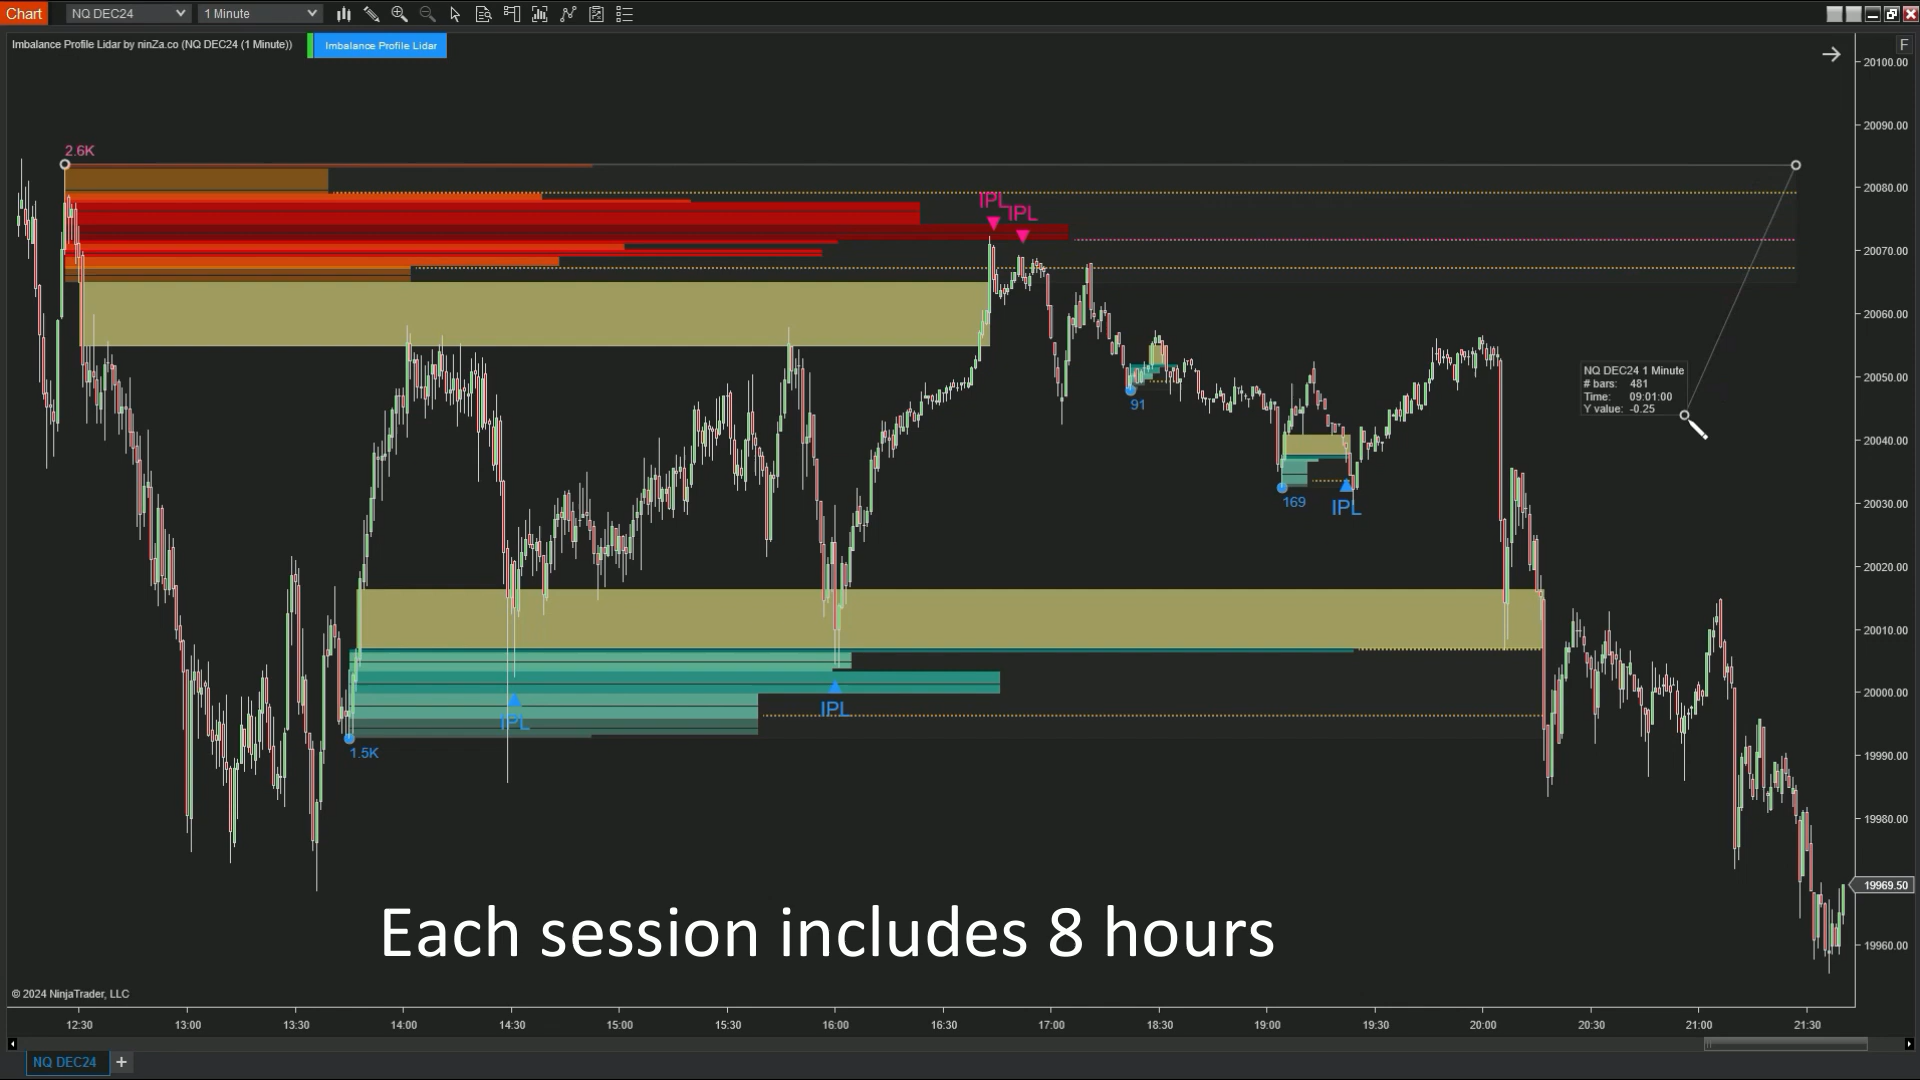 Chart NQ DEC24 1 Minute
Imbalance Profile Lidar by ninZa.co (NQ DEC24 (1 Minute)) Imbalance Profile Lidar F
20100.00
20090.00
2.6K
20080.00
IPL
IPL
20070.00
20060.00
20050.00
NQ DEC24 1 Minute
# bars: 481
Time: 09:01:00
Y value: -0.25
91
20040.00
20030.00
169
IPL
20020.00
20010.00
20000.00
IPL
IPL
1.5K
19990.00
19980.00
19969.50
Each session includes 8 hours
19960.00
© 2024 NinjaTrader, LLC
12:30 13:00 13:30 14:00 14:30 15:00 15:30 16:00 16:30 17:00 18:30 19:00 19:30 20:00 20:30 21:00 21:30
NQ DEC24 +